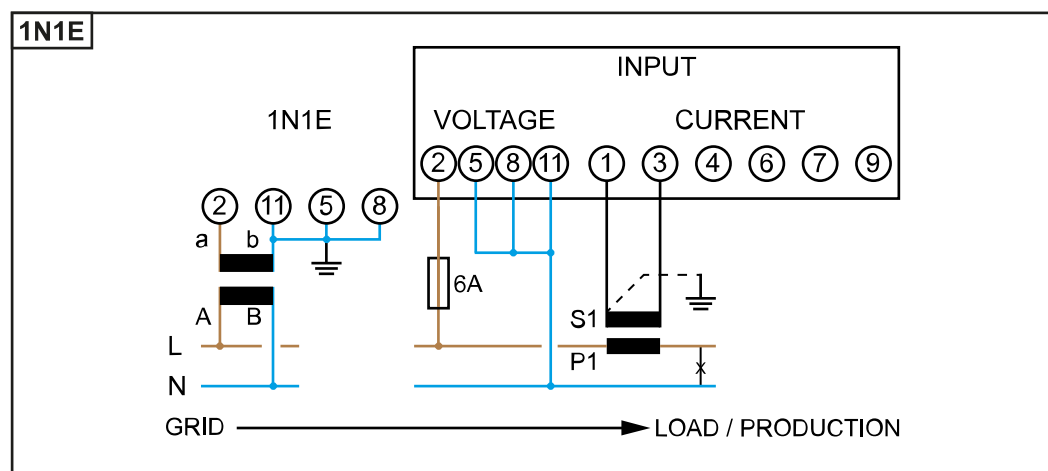 1N1E
INPUT
1N1E VOLTAGE CURRENT
2 5 8 11 1 3 4 6 7 9
2 11 5 8
a b
6A
A B S1
L P1
x
N
GRID LOAD / PRODUCTION